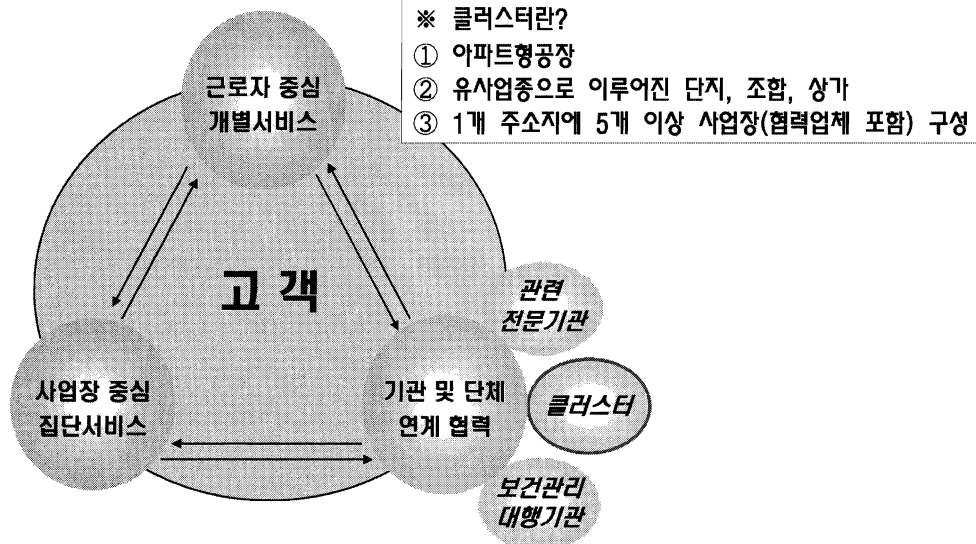 ※ 클러스터란?
① 아파트형공장
② 유사업종으로 이루어진 단지, 조합, 상가
③ 1개 주소지에 5개 이상 사업장(협력업체 포함) 구성
근로자 중심
개별서비스
고 객
관련
전문기관
사업장 중심
집단서비스
기관 및 단체
연계 협력
클러스터
보건관리
대행기관